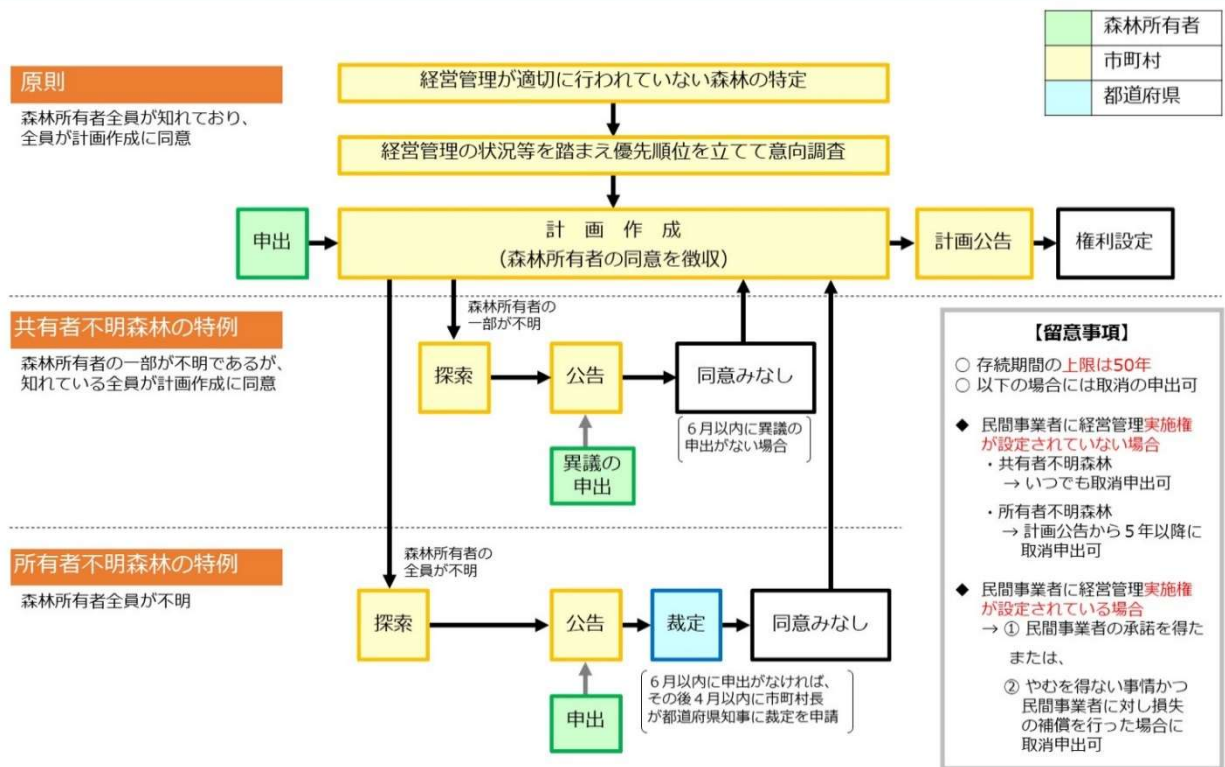 森林所有者
市町村
都道府県
原則
森林所有者全員が知れており、
全員が計画作成に同意
経営管理が適切に行われていない森林の特定
経営管理の状況等を踏まえ優先順位を立てて意向調査
申出
計 画 作 成
(森林所有者の同意を徴収)
計画公告
権利設定
共有者不明森林の特例
森林所有者の一部が不明であるが、
知れている全員が計画作成に同意
森林所有者の
一部が不明
探索
公告
同意みなし
6月以内に異議の
申出がない場合
異議の
申出
所有者不明森林の特例
森林所有者全員が不明
森林所有者の
全員が不明
探索
公告
裁定
同意みなし
6月以内に申出がなければ、
その後4月以内に市町村長
が都道府県知事に裁定を申請
申出
【留意事項】
○ 存続期間の上限は50年
○ 以下の場合には取消の申出可
◆ 民間事業者に経営管理実施権
が設定されていない場合
・共有者不明森林
→ いつでも取消申出可
・所有者不明森林
→ 計画公告から5年以降に
取消申出可
◆ 民間事業者に経営管理実施権
が設定されている場合
→ ① 民間事業者の承諾を得た
または、
② やむを得ない事情かつ
民間事業者に対し損失
の補償を行った場合に
取消申出可